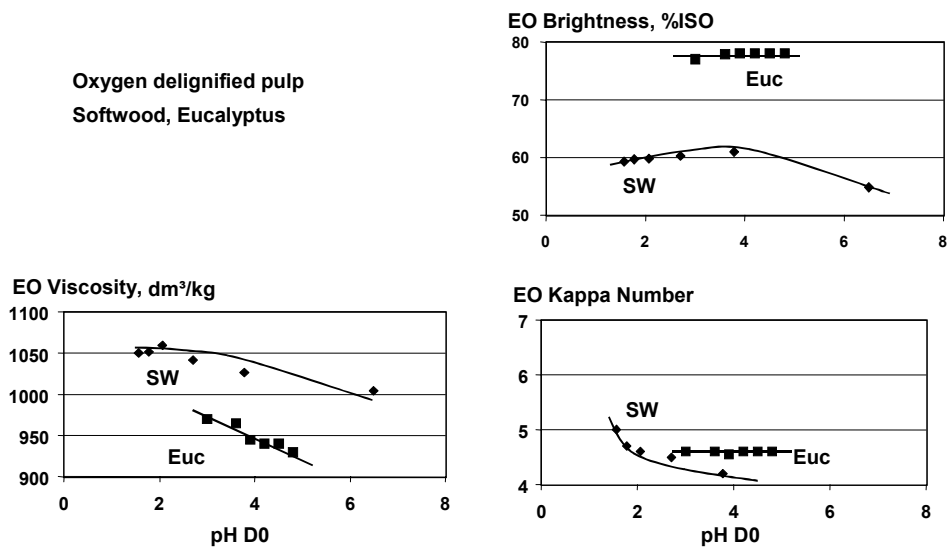 EO Brightness, %ISO
Oxygen delignified pulp
Softwood, Eucalyptus
80
70
60
50
Euc
SW
0 2 4 6 8
EO Viscosity, dm³/kg
1100
1050
1000
950
900
SW
Euc
0 2 4 6 8
pH D0
EO Kappa Number
7
6
5
4
SW
Euc
0 2 4 6 8
pH D0